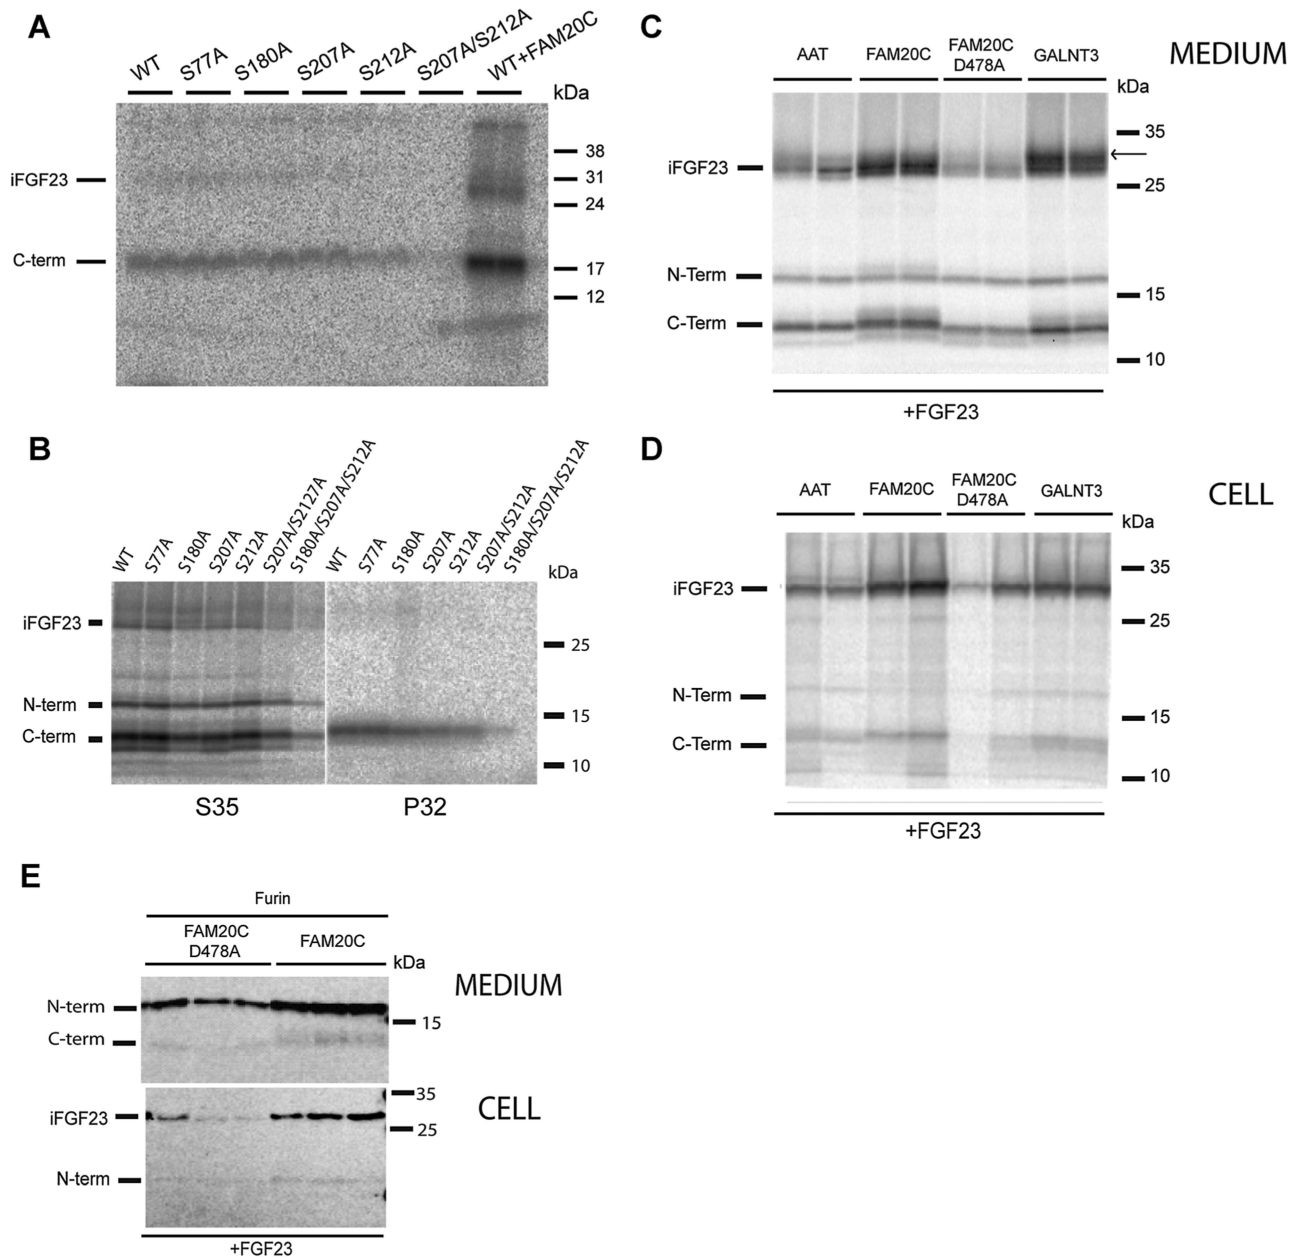 A
WT
S77A
S180A
S207A
S212A
S207A/S212A
WT+FAM20C
kDa
iFGF23
C-term
38
31
24
17
12
B
WT
S77A
S180A
S207A
S212A
S207A/S2127A
S180A/S207A/S212A
WT
S77A
S180A
S207A
S212A
S207A/S212A
S180A/S207A/S212A
kDa
iFGF23
N-term
C-term
25
15
10
S35
P32
C
AAT
FAM20C
FAM20C
D478A
GALNT3
MEDIUM
kDa
iFGF23
N-Term
C-Term
35
25
15
10
+FGF23
D
AAT
FAM20C
FAM20C
D478A
GALNT3
CELL
kDa
iFGF23
N-Term
C-Term
35
25
15
10
+FGF23
E
Furin
FAM20C
D478A
FAM20C
kDa
MEDIUM
N-term
C-term
15
CELL
iFGF23
N-term
35
25
+FGF23